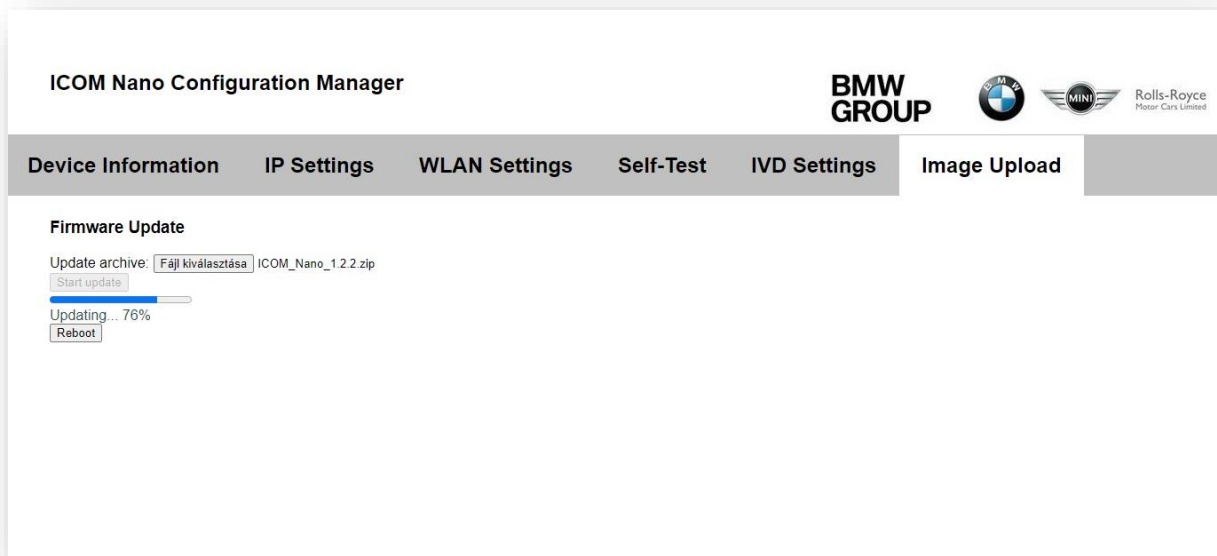 ICOM Nano Configuration Manager
BMW GROUP
BMW
MINI
Rolls-Royce
Motor Cars Limited
Device Information IP Settings WLAN Settings Self-Test IVD Settings Image Upload
Firmware Update
Update archive: Fájl kiválasztása ICOM_Nano_1.2.2.zip
Start update
Updating... 76%
Reboot